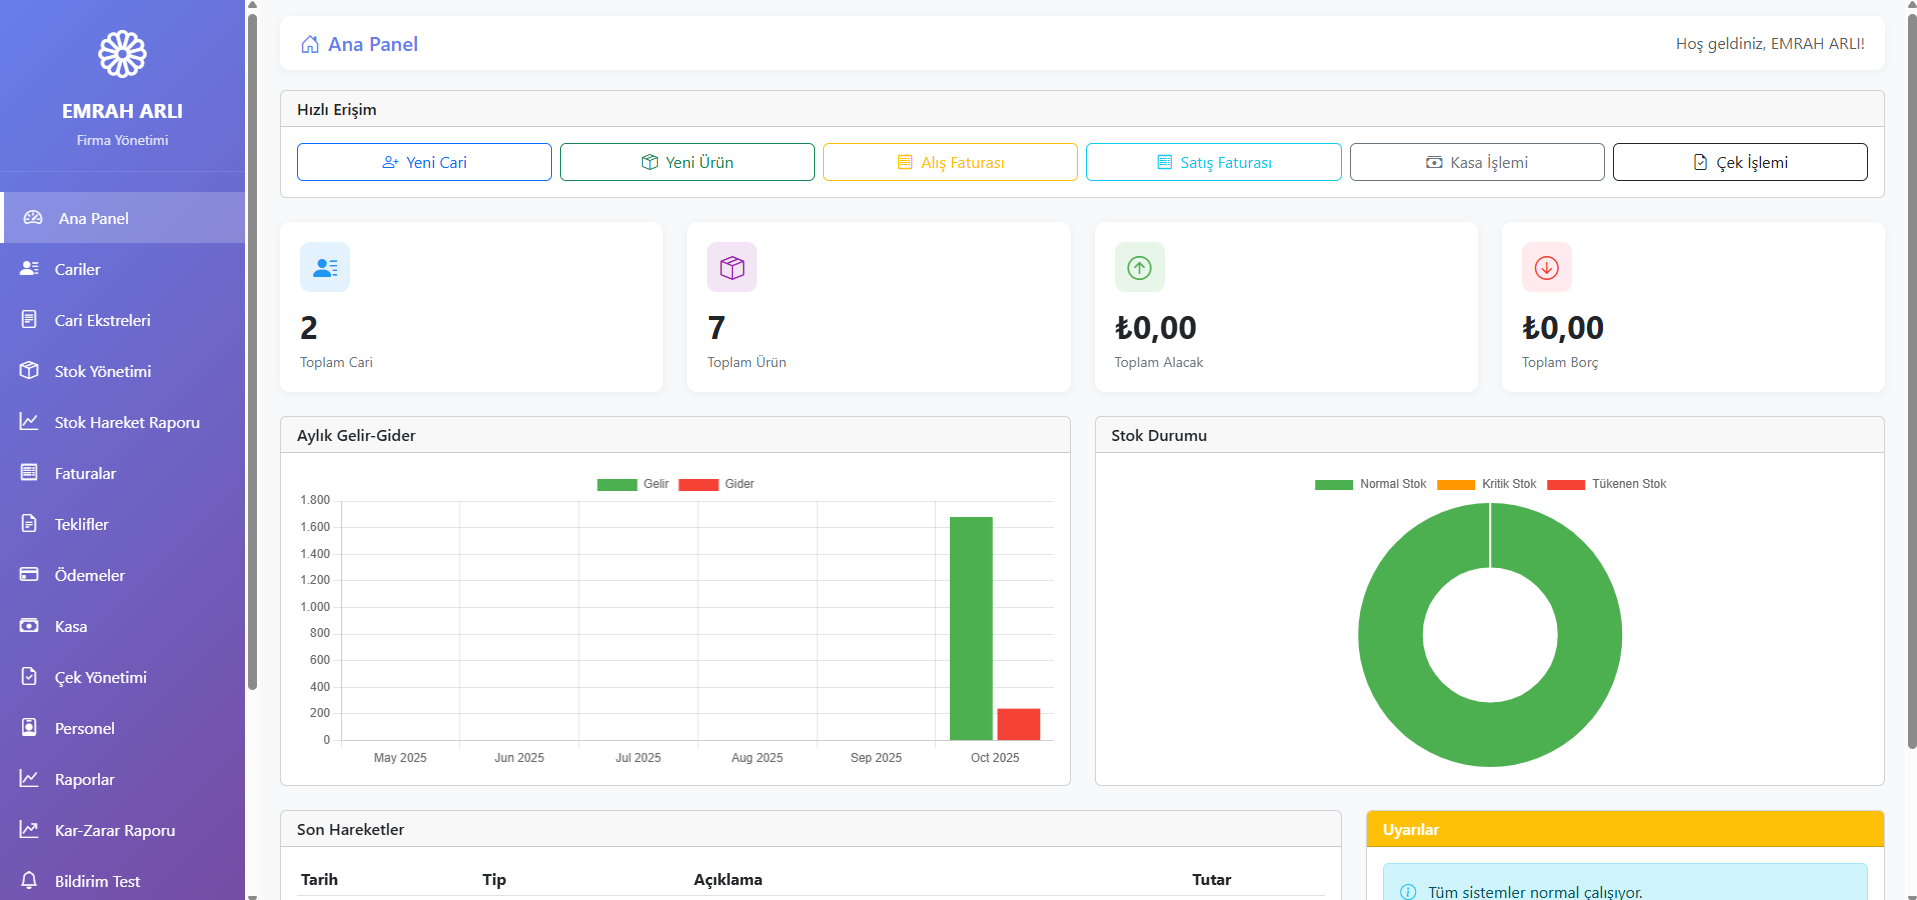 EMRAH ARLI
Firma Yönetimi
Ana Panel
Cariler
Cari Ekstreleri
Stok Yönetimi
Stok Hareket Raporu
Faturalar
Teklifler
Ödemeler
Kasa
Çek Yönetimi
Personel
Raporlar
Kar-Zarar Raporu
Bildirim Test
Ana Panel
Hoş geldiniz, EMRAH ARLI!
Hızlı Erişim
Yeni Cari Yeni Ürün Alış Faturası Satış Faturası Kasa İşlemi Çek İşlemi
2 7 ₺0,00 ₺0,00
Toplam Cari Toplam Ürün Toplam Alacak Toplam Borç
Aylık Gelir-Gider
Gelir Gider
1.800
1.600
1.400
1.200
1.000
800
600
400
200
0
May 2025 Jun 2025 Jul 2025 Aug 2025 Sep 2025 Oct 2025
Stok Durumu
Normal Stok Kritik Stok Tükenen Stok
Son Hareketler
Tarih Tip Açıklama Tutar
Uyarılar
Tüm sistemler normal çalışıyor.